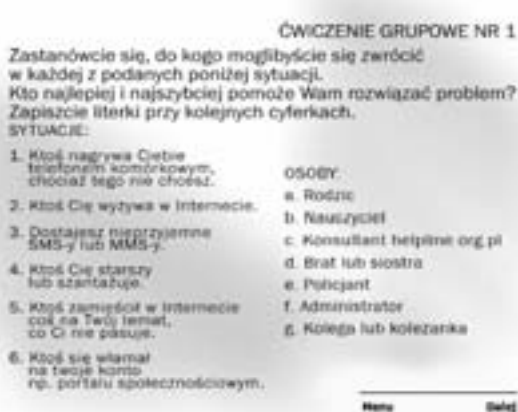 ĆWICZENIE GRUPOWE NR 1
Zastanówcie się, do kogo moglibyście się zwrócić
w każdej z podanych poniżej sytuacji.
Kto najlepiej i najszybciej pomoże Wam rozwiązać problem?
Zapiszcie literki przy kolejnych cyferkach.
SYTUACJE:
1. Ktoś nagrywa Ciebie
telefonem komórkowym,
chociaż tego nie chcesz.
2. Ktoś Cię wyzywa w Internecie.
3. Dostajesz nieprzyjemne
SMS-y lub MMS-y.
4. Ktoś Cię starszy
lub szantażuje.
5. Ktoś zamieścił w Internecie
coś na Twój temat,
co Ci nie pasuje.
6. Ktoś się włamał
na twoje konto
np. portalu społecznościowym.
OSOBY:
a. Rodzic
b. Nauczyciel
c. Konsultant helpline.org.pl
d. Brat lub siostra
e. Policjant
f. Administrator
g. Kolega lub koleżanka
Menu Dalej